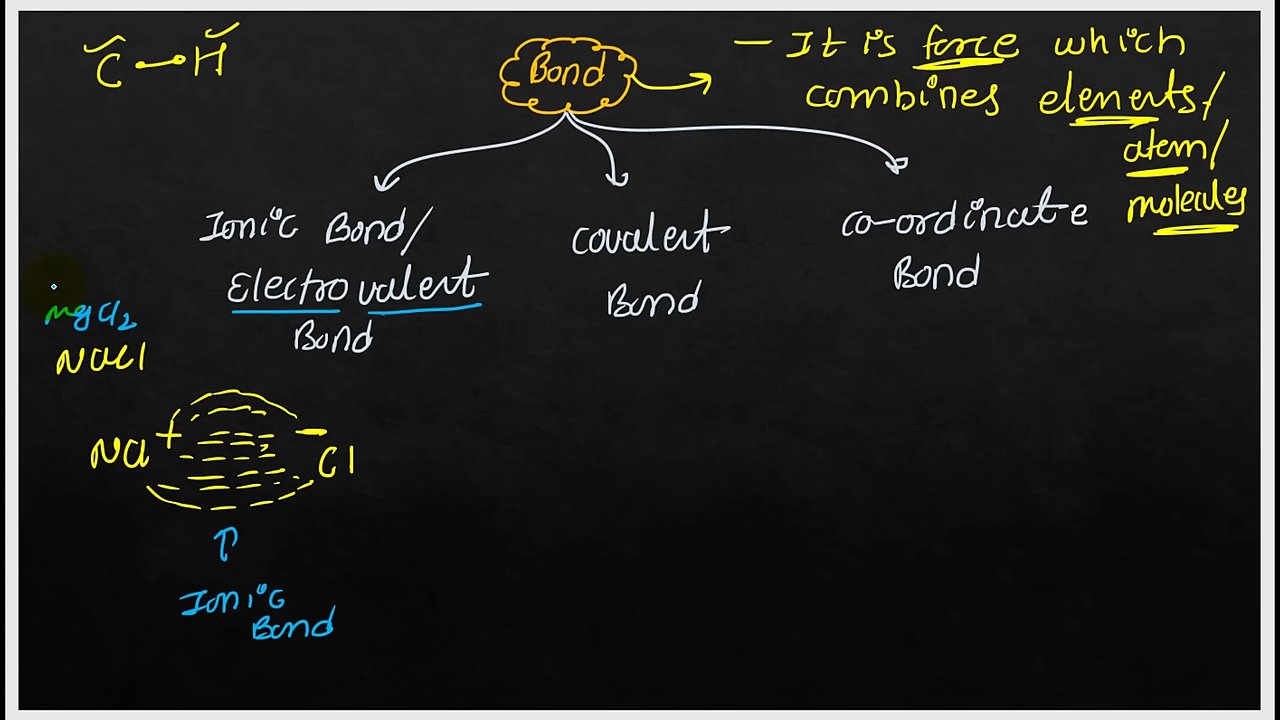 C-H
Bond
- It is force which
combines elements/
atom/
molecules
Ionic Bond/
Electrovalent
Bond
covalent
Bond
co-ordinate
Bond
MgCl2
NaCl
Na+ -Cl
↑
Ionic
Bond